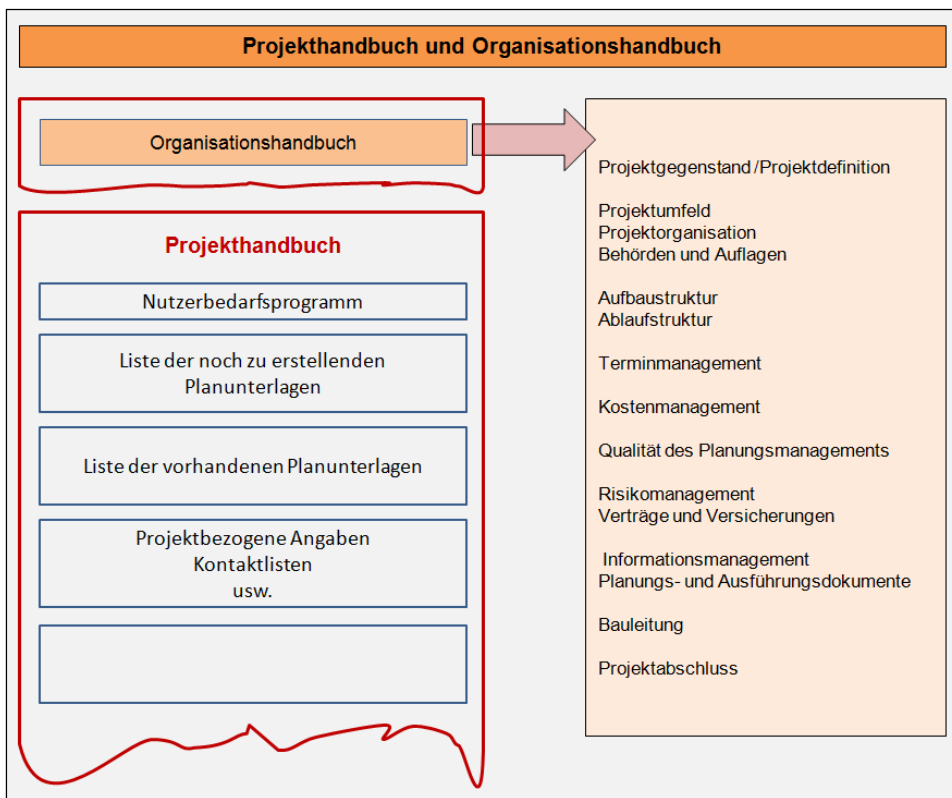 Projekthandbuch und Organisationshandbuch
Organisationshandbuch
Projekthandbuch
Nutzerbedarfsprogramm
Liste der noch zu erstellenden
Planunterlagen
Liste der vorhandenen Planunterlagen
Projektbezogene Angaben
Kontaktlisten
usw.
Projektgegenstand /Projektdefinition
Projektumfeld
Projektorganisation
Behörden und Auflagen
Aufbaustruktur
Ablaufstruktur
Terminmanagement
Kostenmanagement
Qualität des Planungsmanagements
Risikomanagement
Verträge und Versicherungen
Informationsmanagement
Planungs- und Ausführungsdokumente
Bauleitung
Projektabschluss